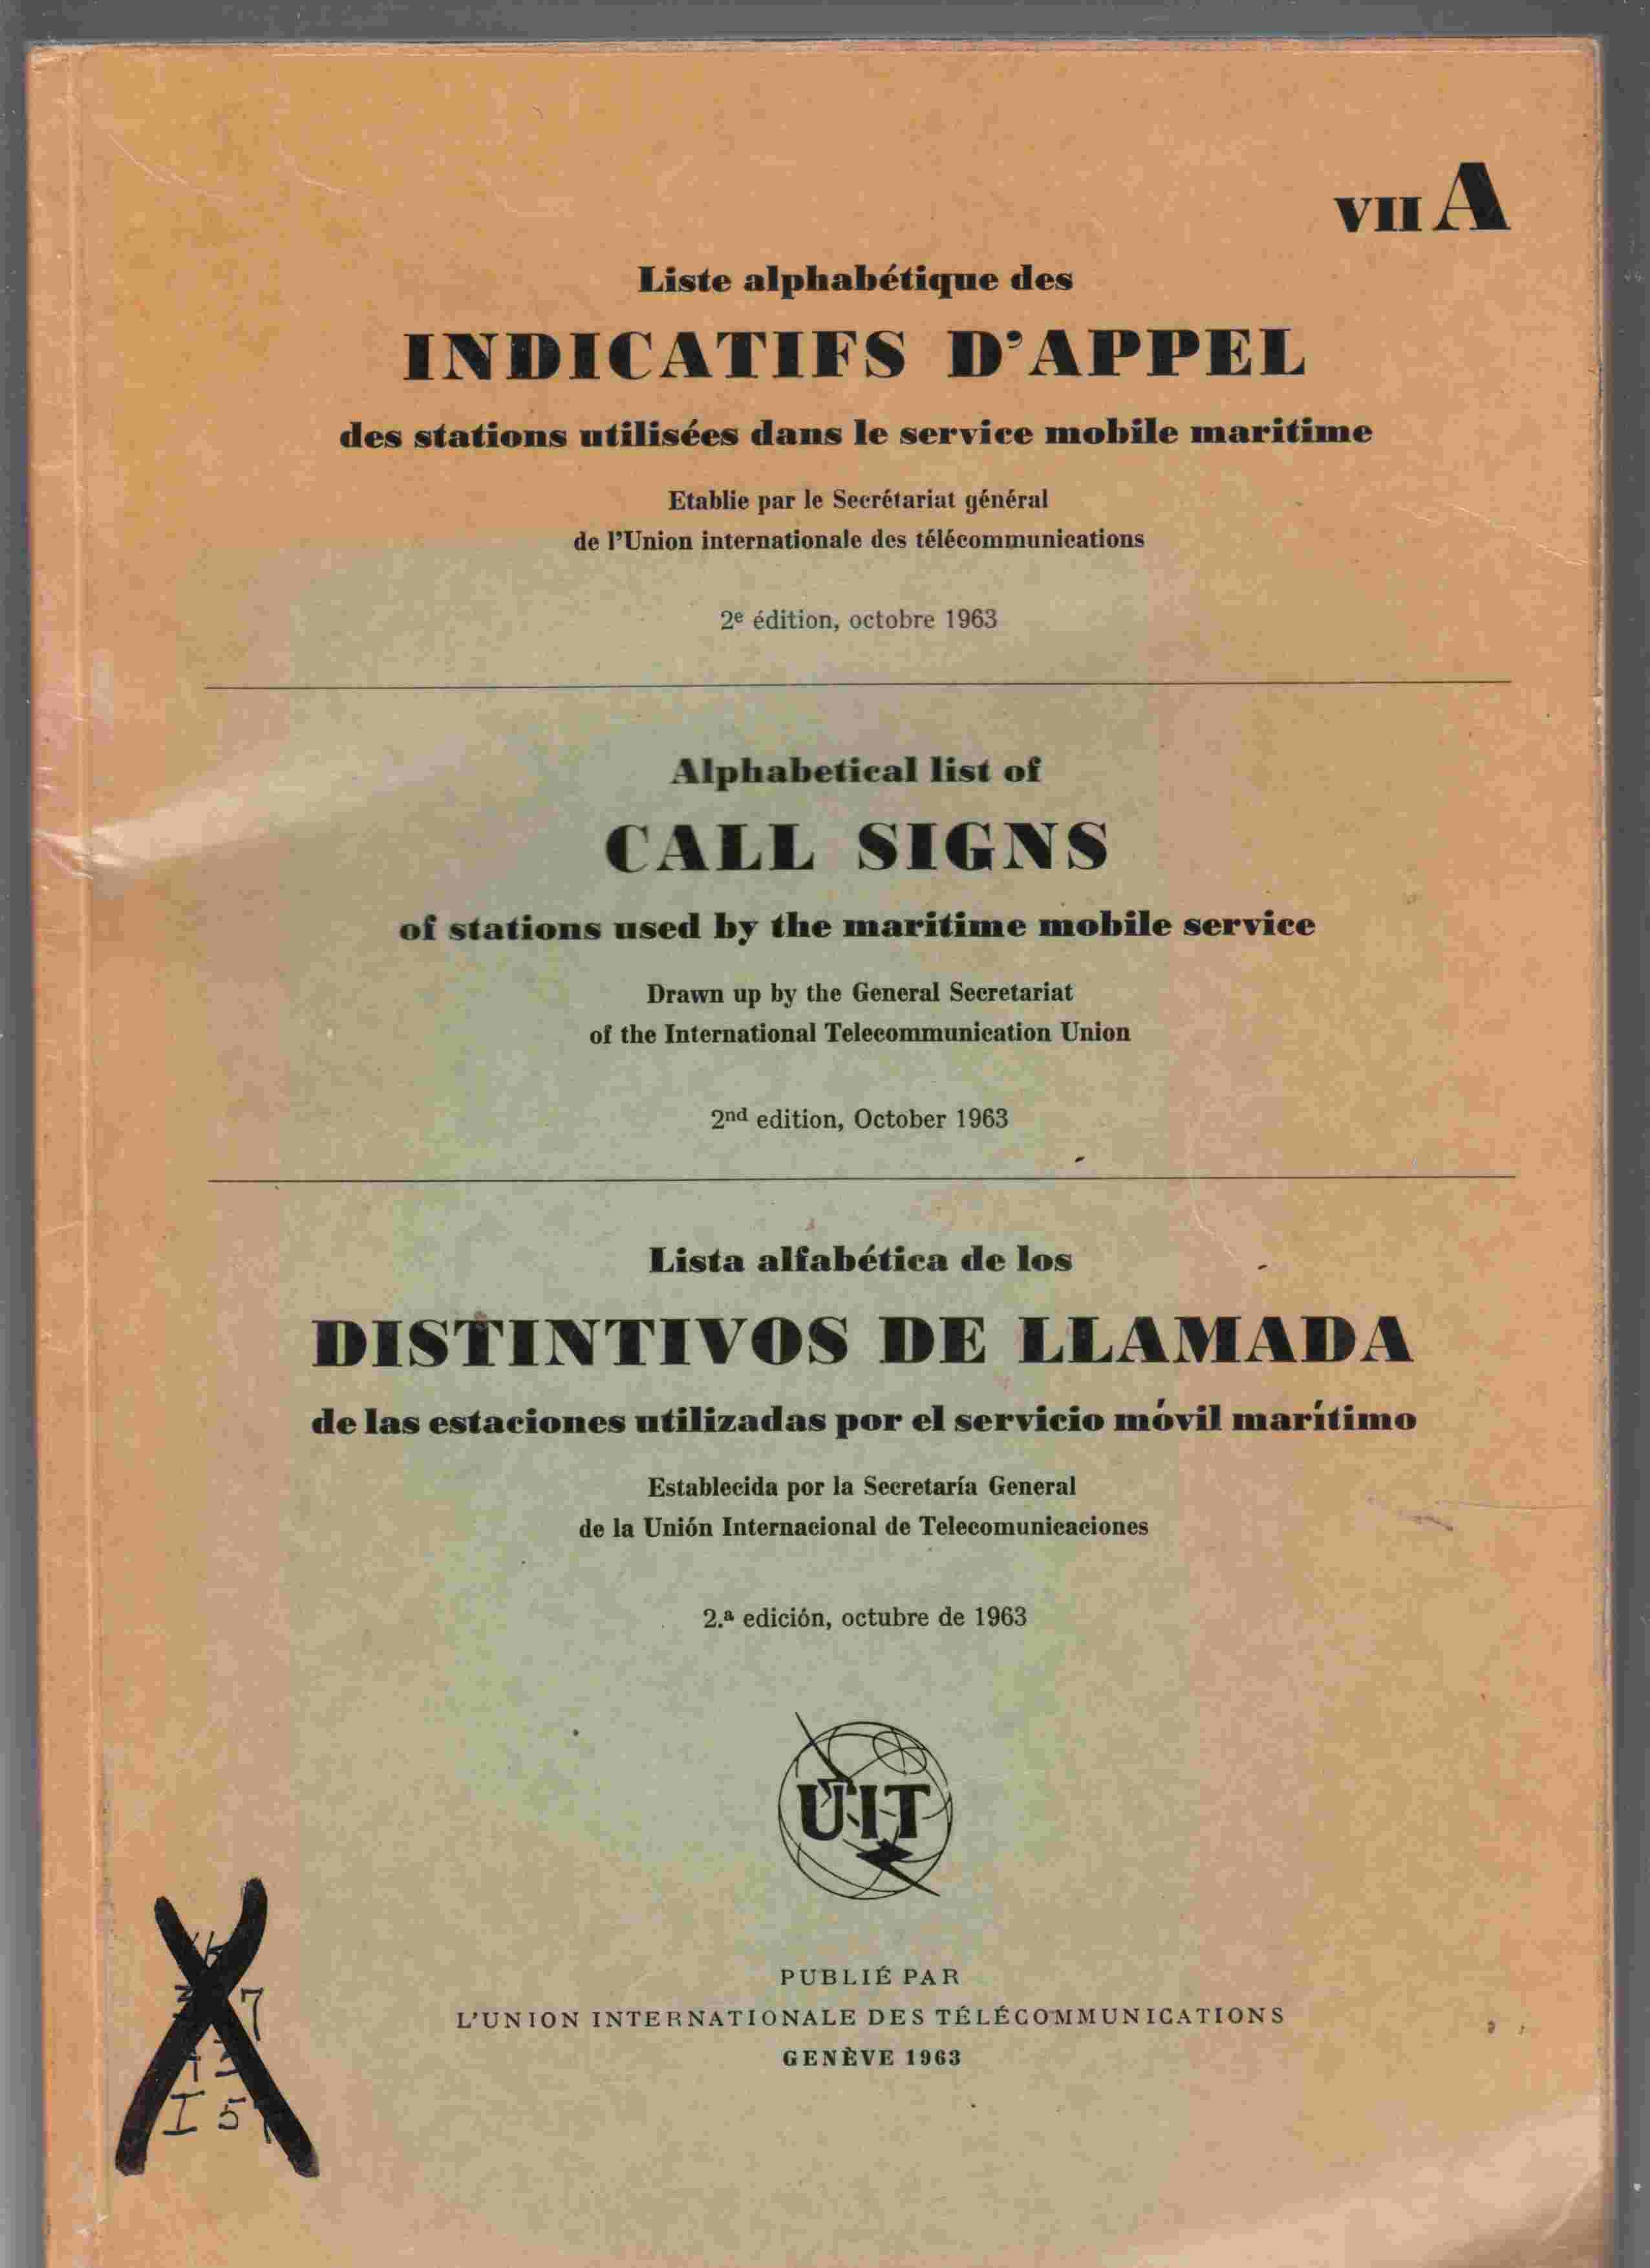 VII A
Liste alphabétique des
INDICATIFS D'APPEL
des stations utilisées dans le service mobile maritime
Etablie par le Secrétariat général
de l'Union internationale des télécommunications
2e édition, octobre 1963
Alphabetical list of
CALL SIGNS
of stations used by the maritime mobile service
Drawn up by the General Secretariat
of the International Telecommunication Union
2nd edition, October 1963
Lista alfabética de los
DISTINTIVOS DE LLAMADA
de las estaciones utilizadas por el servicio móvil marítimo
Establecida por la Secretaría General
de la Unión Internacional de Telecomunicaciones
2.ª edición, octubre de 1963
UIT
PUBLIÉ PAR
L'UNION INTERNATIONALE DES TÉLÉCOMMUNICATIONS
GENÈVE 1963